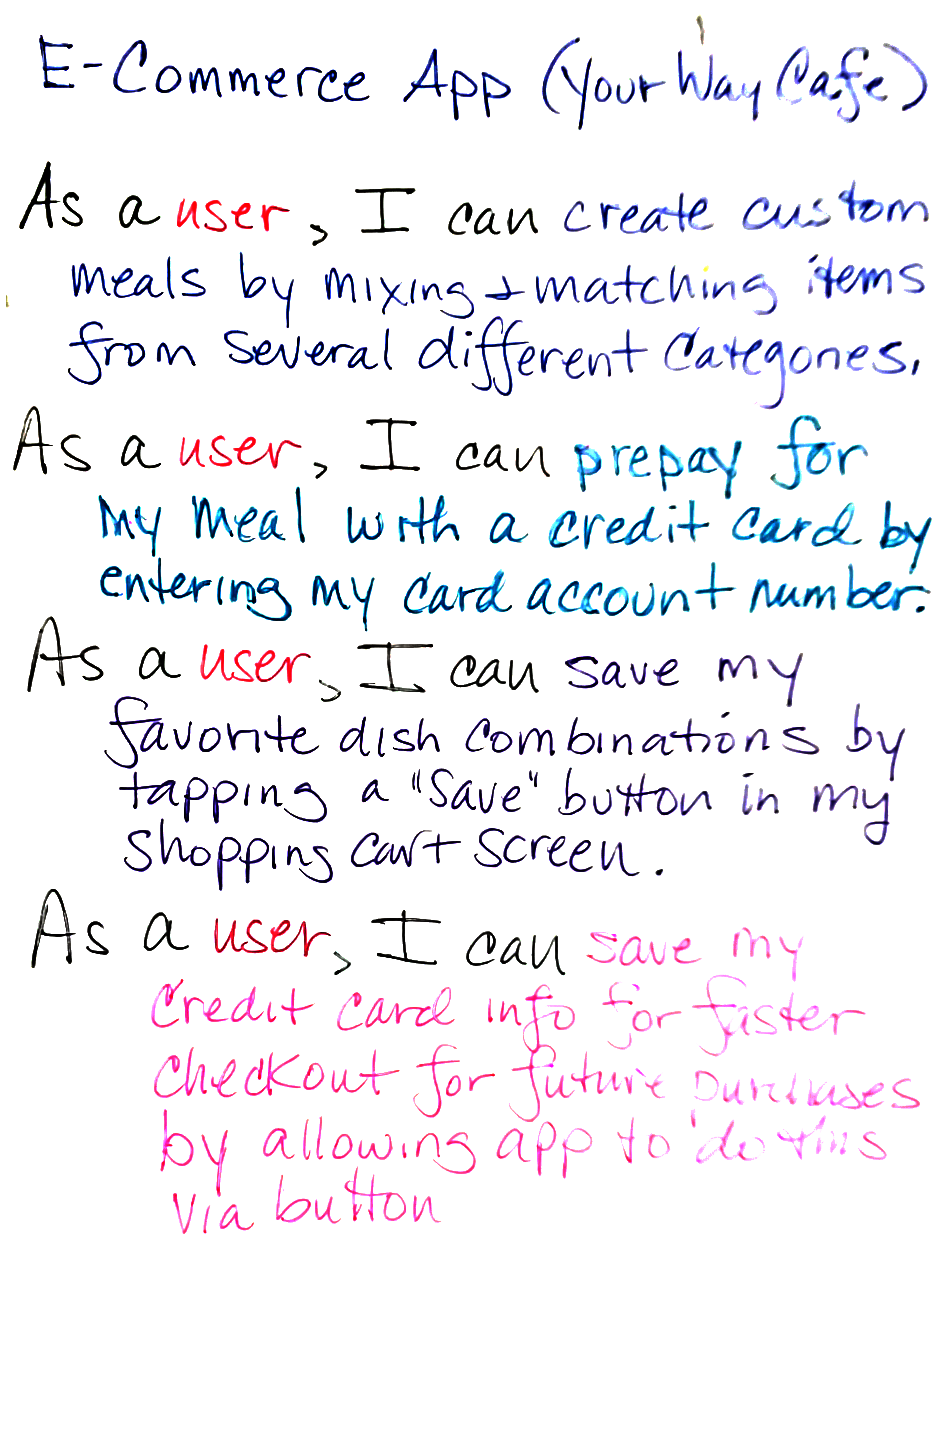 E-Commerce App (Your Way Cafe)
As a user, I can create custom
meals by mixing + matching items
from several different categories.
As a user, I can prepay for
my meal with a credit card by
entering my card account number.
As a user, I can save my
favorite dish combinations by
tapping a "Save" button in my
shopping cart screen.
As a user, I can save my
credit card info for faster
checkout for future purchases
by allowing app to do this
via button